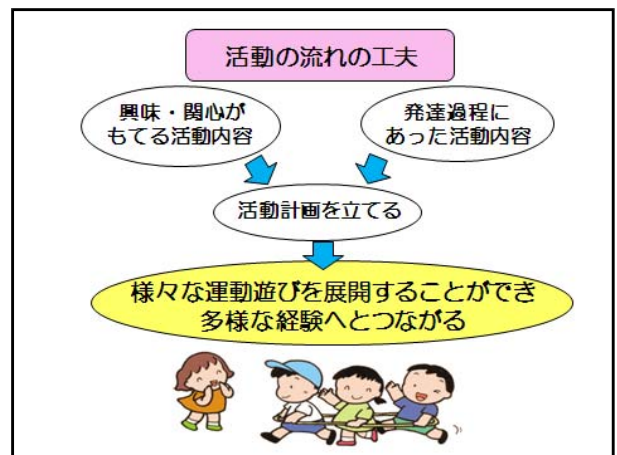 活動の流れの工夫
興味・関心が
もてる活動内容
発達過程に
あった活動内容
活動計画を立てる
様々な運動遊びを展開することができ
多様な経験へとつながる